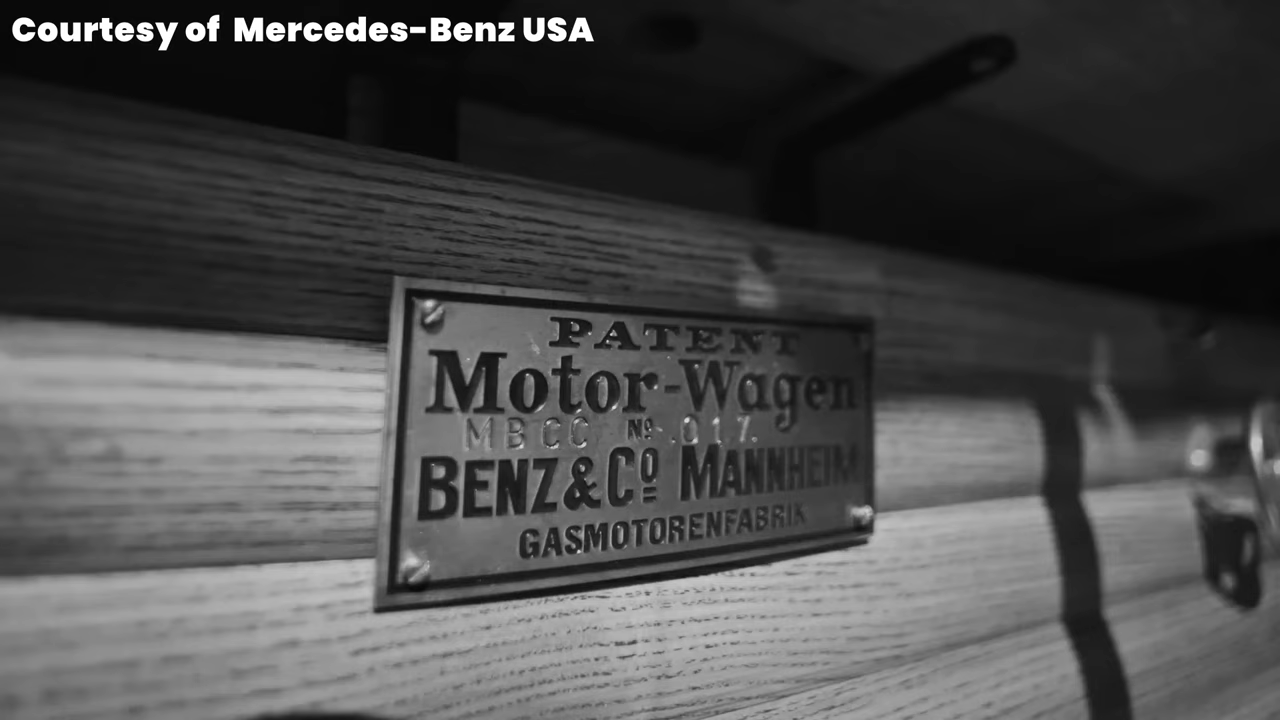 Courtesy of Mercedes-Benz USA
PATENT
Motor-Wagen
MBCC Nº .017.
BENZ & Cº MANNHEIM
GASMOTORENFABRIK